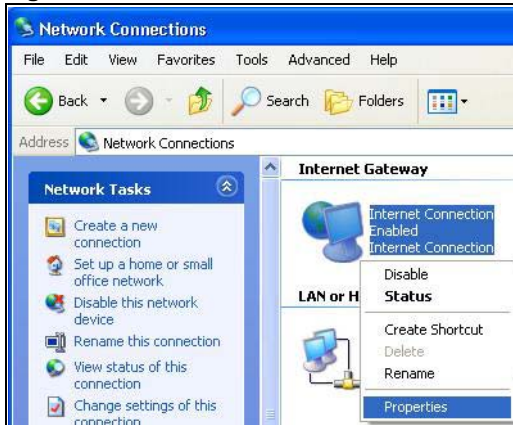 Network Connections
File Edit View Favorites Tools Advanced Help
Back Search Folders
Address Network Connections
Network Tasks
Create a new
connection
Set up a home or small
office network
Disable this network
device
Rename this connection
View status of this
connection
Change settings of this
connection
Internet Gateway
Internet Connection
Enabled
Internet Connection
Disable
Status
Create Shortcut
Delete
Rename
Properties
LAN or H